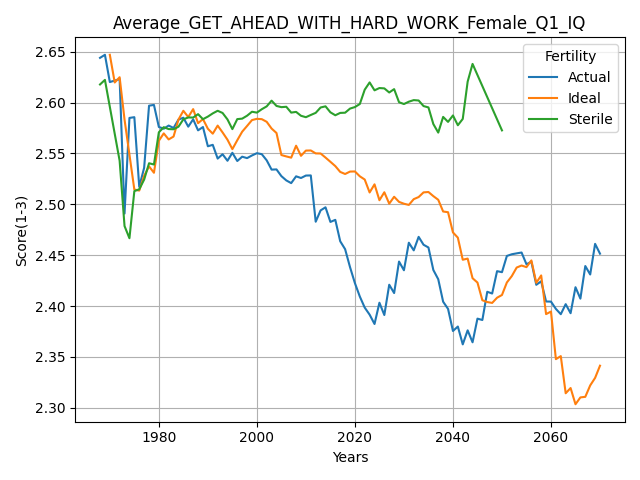 Average_GET_AHEAD_WITH_HARD_WORK_Female_Q1_IQ
Fertility
Actual
Ideal
Sterile
Score(1-3)
2.65
2.60
2.55
2.50
2.45
2.40
2.35
2.30
1980 2000 2020 2040 2060
Years